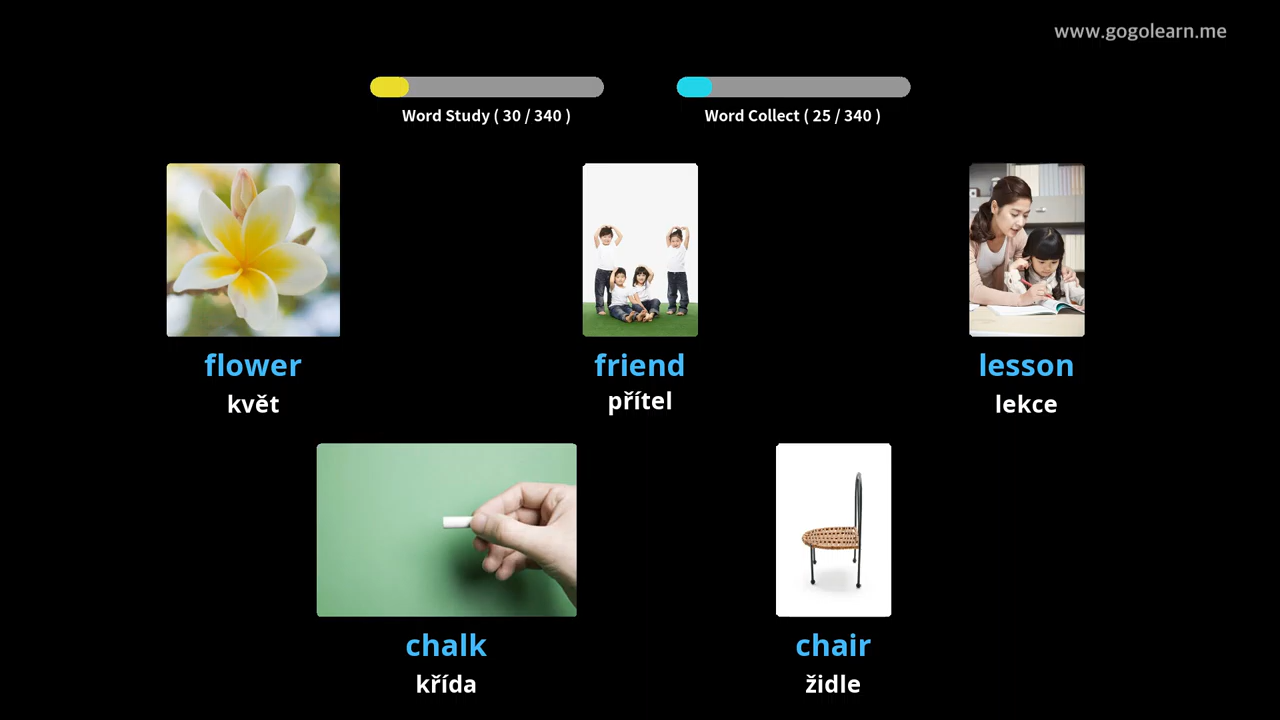 www.gogolearn.me
Word Study ( 30 / 340 )
Word Collect ( 25 / 340 )
flower
květ
friend
přítel
lesson
lekce
chalk
křída
chair
židle